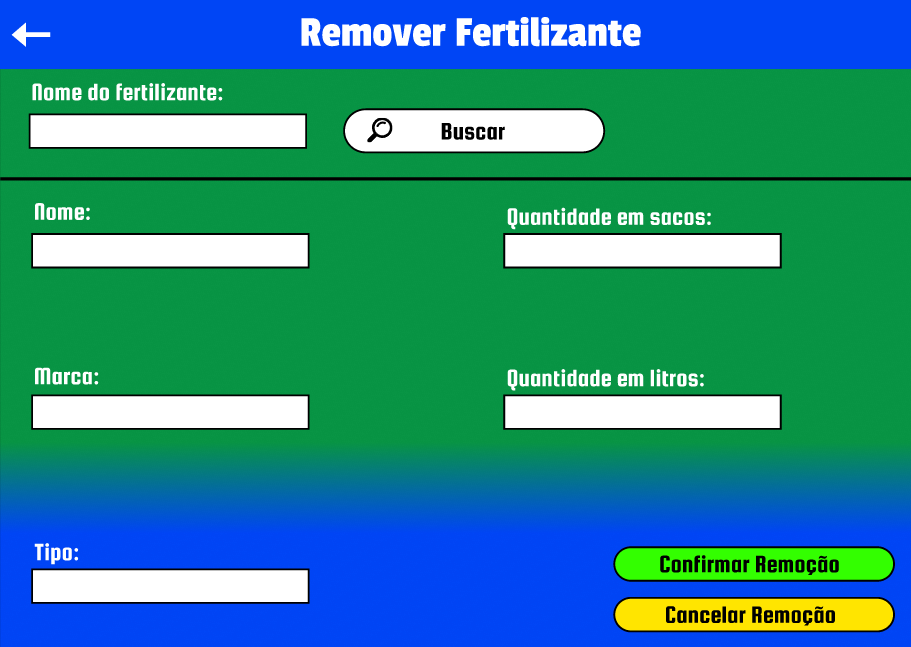 Remover Fertilizante
Nome do fertilizante:
Buscar
Nome:
Quantidade em sacos:
Marca:
Quantidade em litros:
Tipo:
Confirmar Remoção
Cancelar Remoção